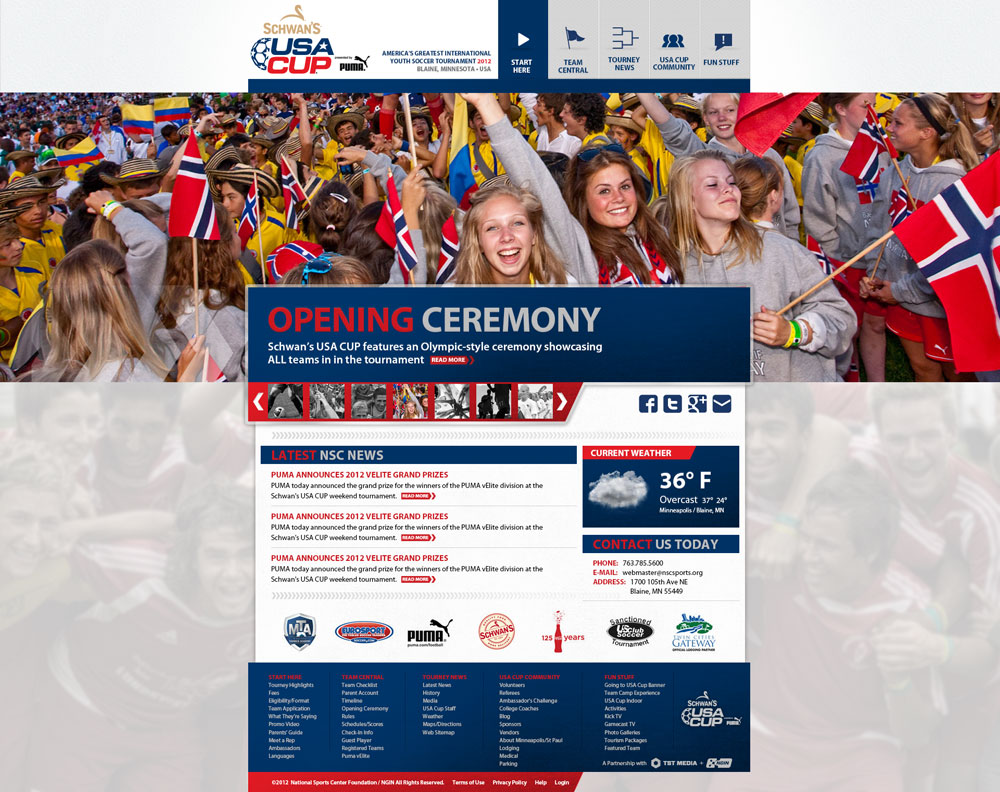 SCHWAN'S
USA
CUP
presented by
PUMA
AMERICA'S GREATEST INTERNATIONAL
YOUTH SOCCER TOURNAMENT 2012
BLAINE, MINNESOTA - USA
START
HERE
TEAM
CENTRAL
TOURNEY
NEWS
USA CUP
COMMUNITY
FUN STUFF
OPENING CEREMONY
Schwan's USA CUP features an Olympic-style ceremony showcasing
ALL teams in in the tournament READ MORE
LATEST NSC NEWS
PUMA ANNOUNCES 2012 VELITE GRAND PRIZES
PUMA today announced the grand prize for the winners of the PUMA vElite division at the
Schwan's USA CUP weekend tournament. READ MORE
PUMA ANNOUNCES 2012 VELITE GRAND PRIZES
PUMA today announced the grand prize for the winners of the PUMA vElite division at the
Schwan's USA CUP weekend tournament. READ MORE
PUMA ANNOUNCES 2012 VELITE GRAND PRIZES
PUMA today announced the grand prize for the winners of the PUMA vElite division at the
Schwan's USA CUP weekend tournament. READ MORE
CURRENT WEATHER
36° F
Overcast 37° 24°
Minneapolis / Blaine, MN
CONTACT US TODAY
PHONE: 763.785.5600
E-MAIL: webmaster@nscsports.org
ADDRESS: 1700 105th Ave NE
Blaine, MN 55449
MTA
EUROSPORT
SOCCER.COM
PUMA
puma.com/football
SCHWAN'S
125 years
Sanctioned
US Club
Soccer
Tournament
TWIN CITIES
GATEWAY
OFFICIAL LODGING PARTNER
START HERE
Tourney Highlights
Fees
Eligibility/Format
Team Application
What They're Saying
Promo Video
Parents' Guide
Meet a Rep
Ambassadors
Languages
TEAM CENTRAL
Team Checklist
Parent Account
Timeline
Opening Ceremony
Rules
Schedules/Scores
Check-In Info
Guest Player
Registered Teams
Puma vElite
TOURNEY NEWS
Latest News
History
Media
USA Cup Staff
Weather
Maps/Directions
Web Sitemap
USA CUP COMMUNITY
Volunteers
Referees
Ambassador's Challenge
College Coaches
Blog
Sponsors
Vendors
About Minneapolis/St Paul
Lodging
Medical
Parking
FUN STUFF
Going to USA Cup Banner
Team Camp Experience
USA Cup Indoor
Activities
Kick TV
Gamecast TV
Photo Galleries
Tourism Packages
Featured Team
SCHWAN'S
USA
CUP
PUMA
A Partnership with TBT MEDIA + NGIN
©2012 National Sports Center Foundation / NGIN All Rights Reserved. Terms of Use Privacy Policy Help Login